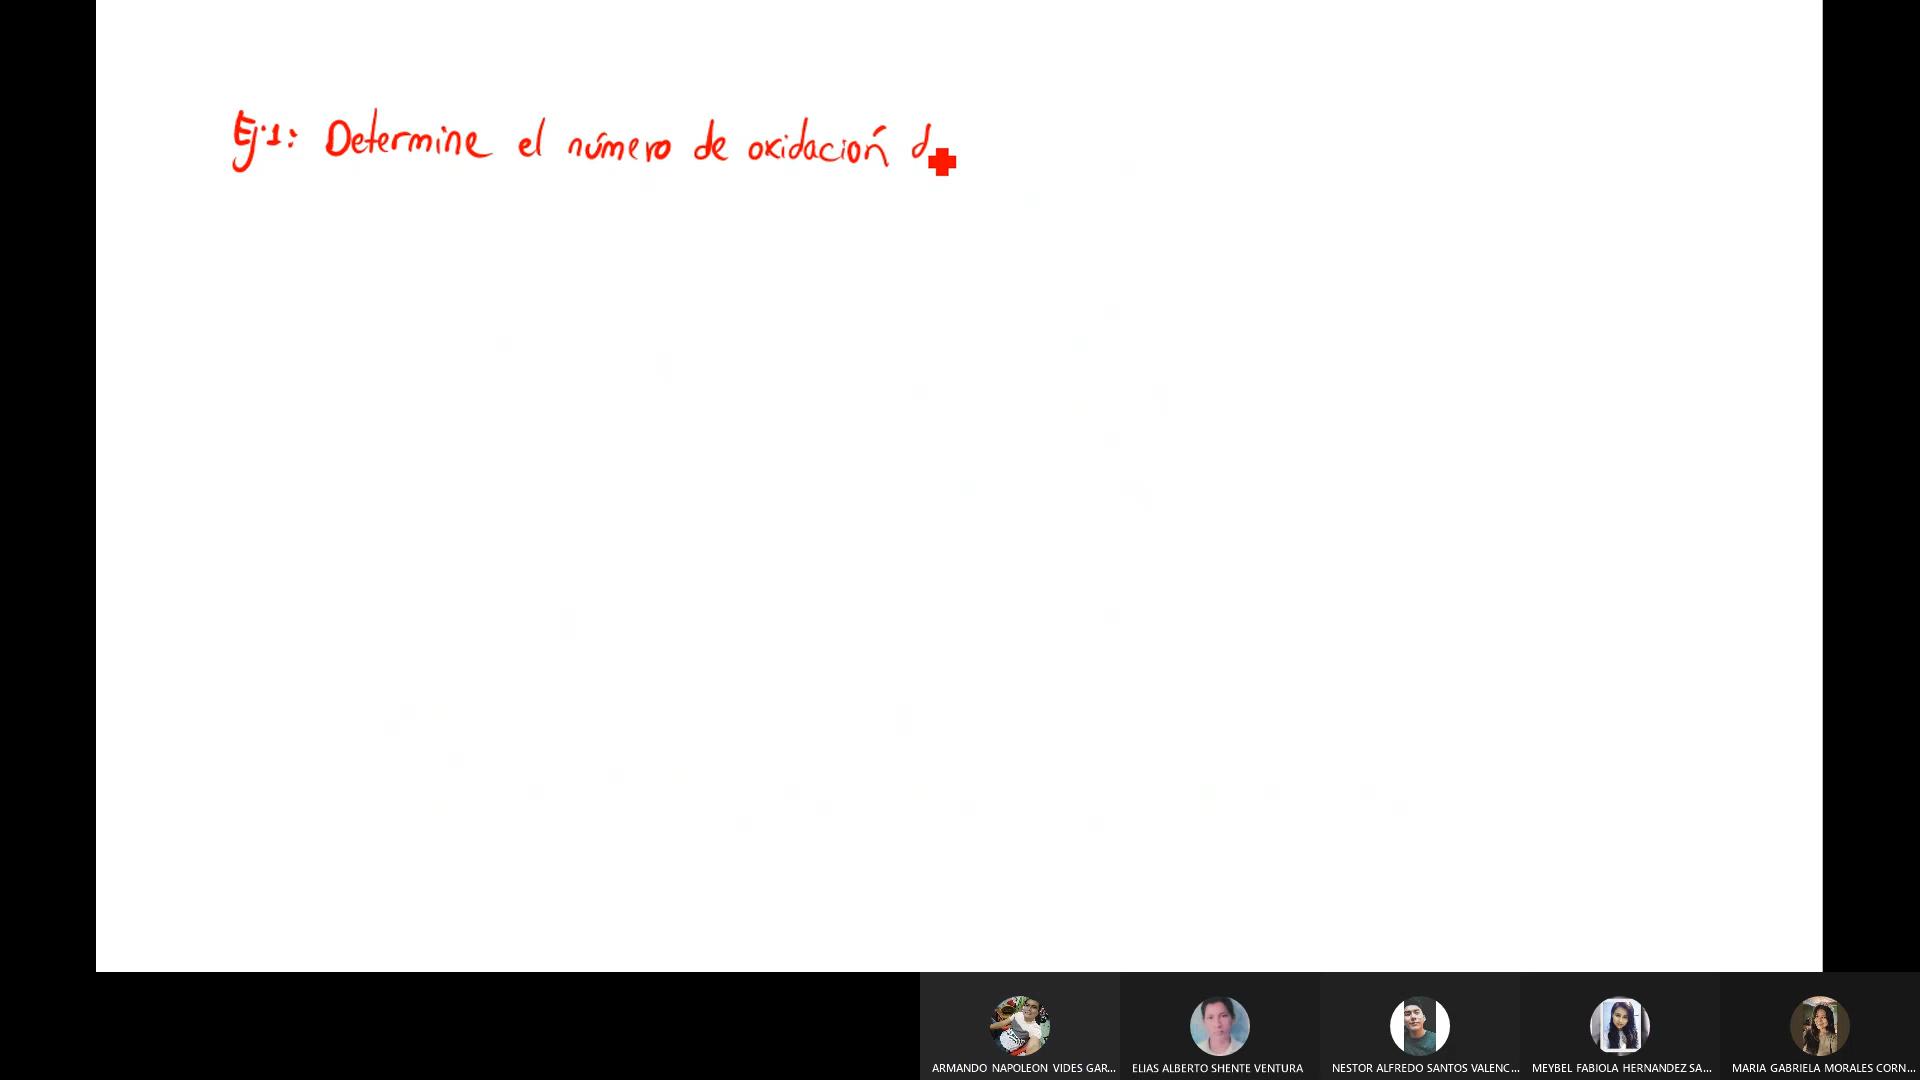 Ej.1: Determine el número de oxidación d
ARMANDO NAPOLEON VIDES GAR...
ELIAS ALBERTO SHENTE VENTURA
NESTOR ALFREDO SANTOS VALENC...
MEYBEL FABIOLA HERNANDEZ SA...
MARIA GABRIELA MORALES CORN...